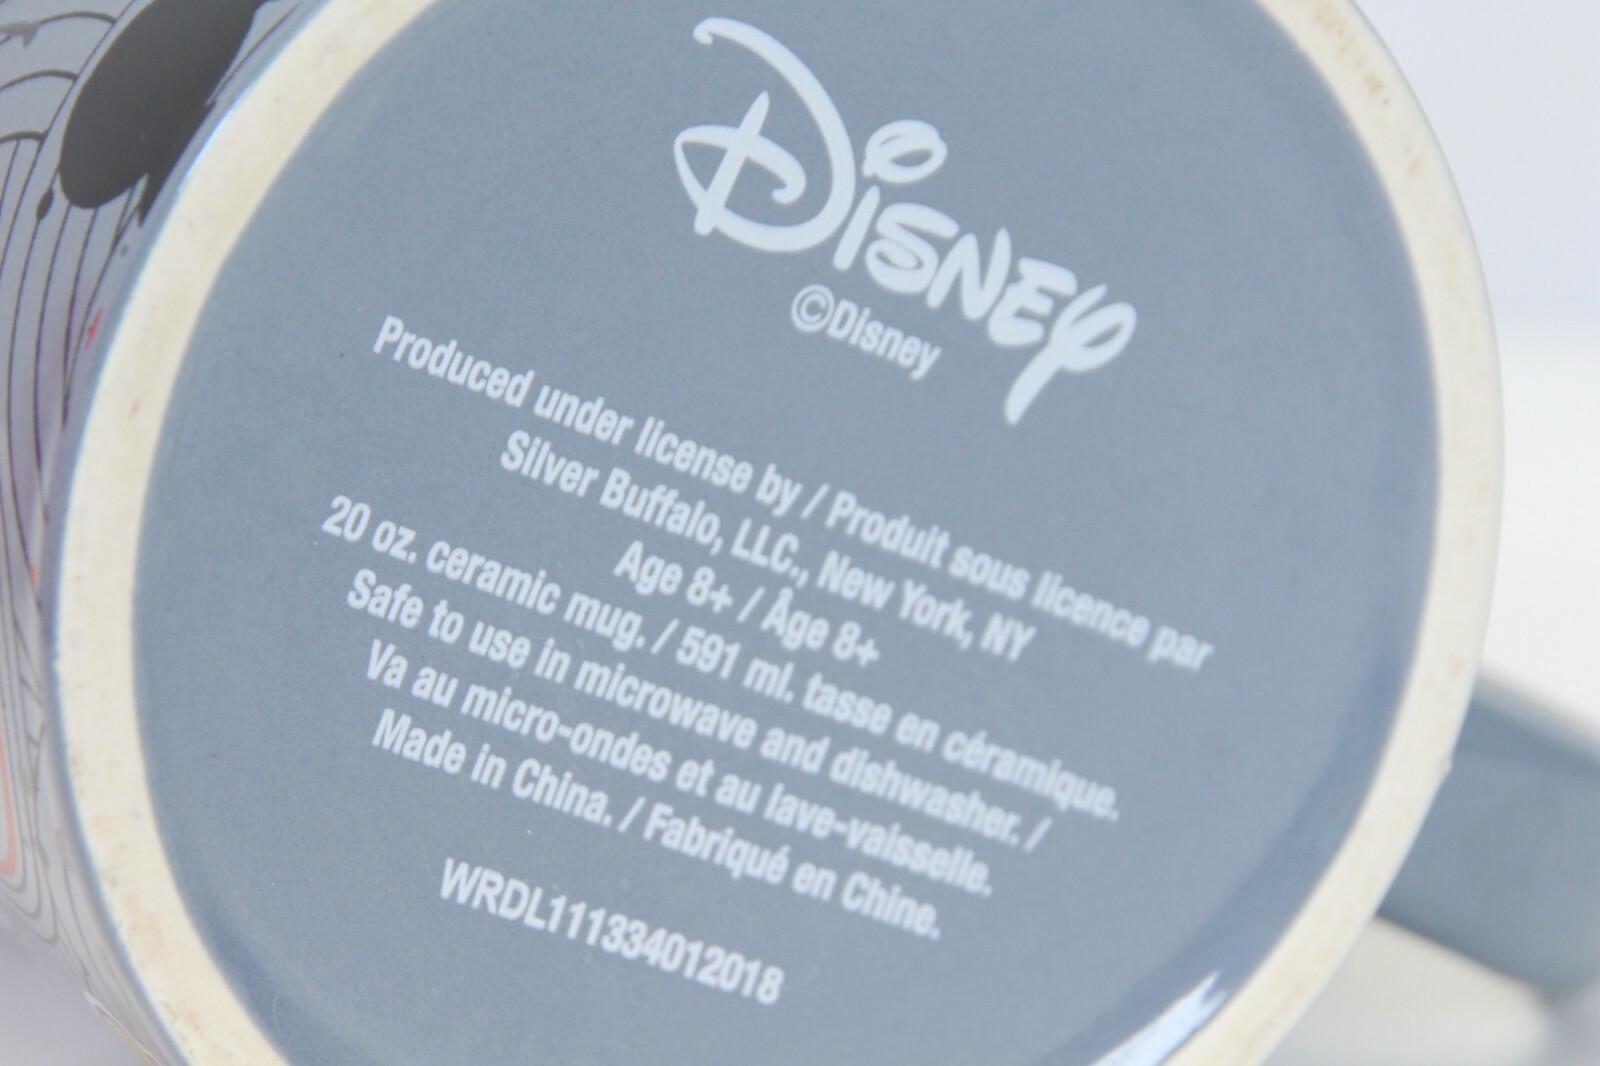 Disney
©Disney
Produced under license by / Produit sous licence par
Silver Buffalo, LLC., New York, NY
Age 8+ / Âge 8+
20 oz. ceramic mug. / 591 ml. tasse en céramique.
Safe to use in microwave and dishwasher. /
Va au micro-ondes et au lave-vaisselle.
Made in China. / Fabriqué en Chine.
WRDL111334012018